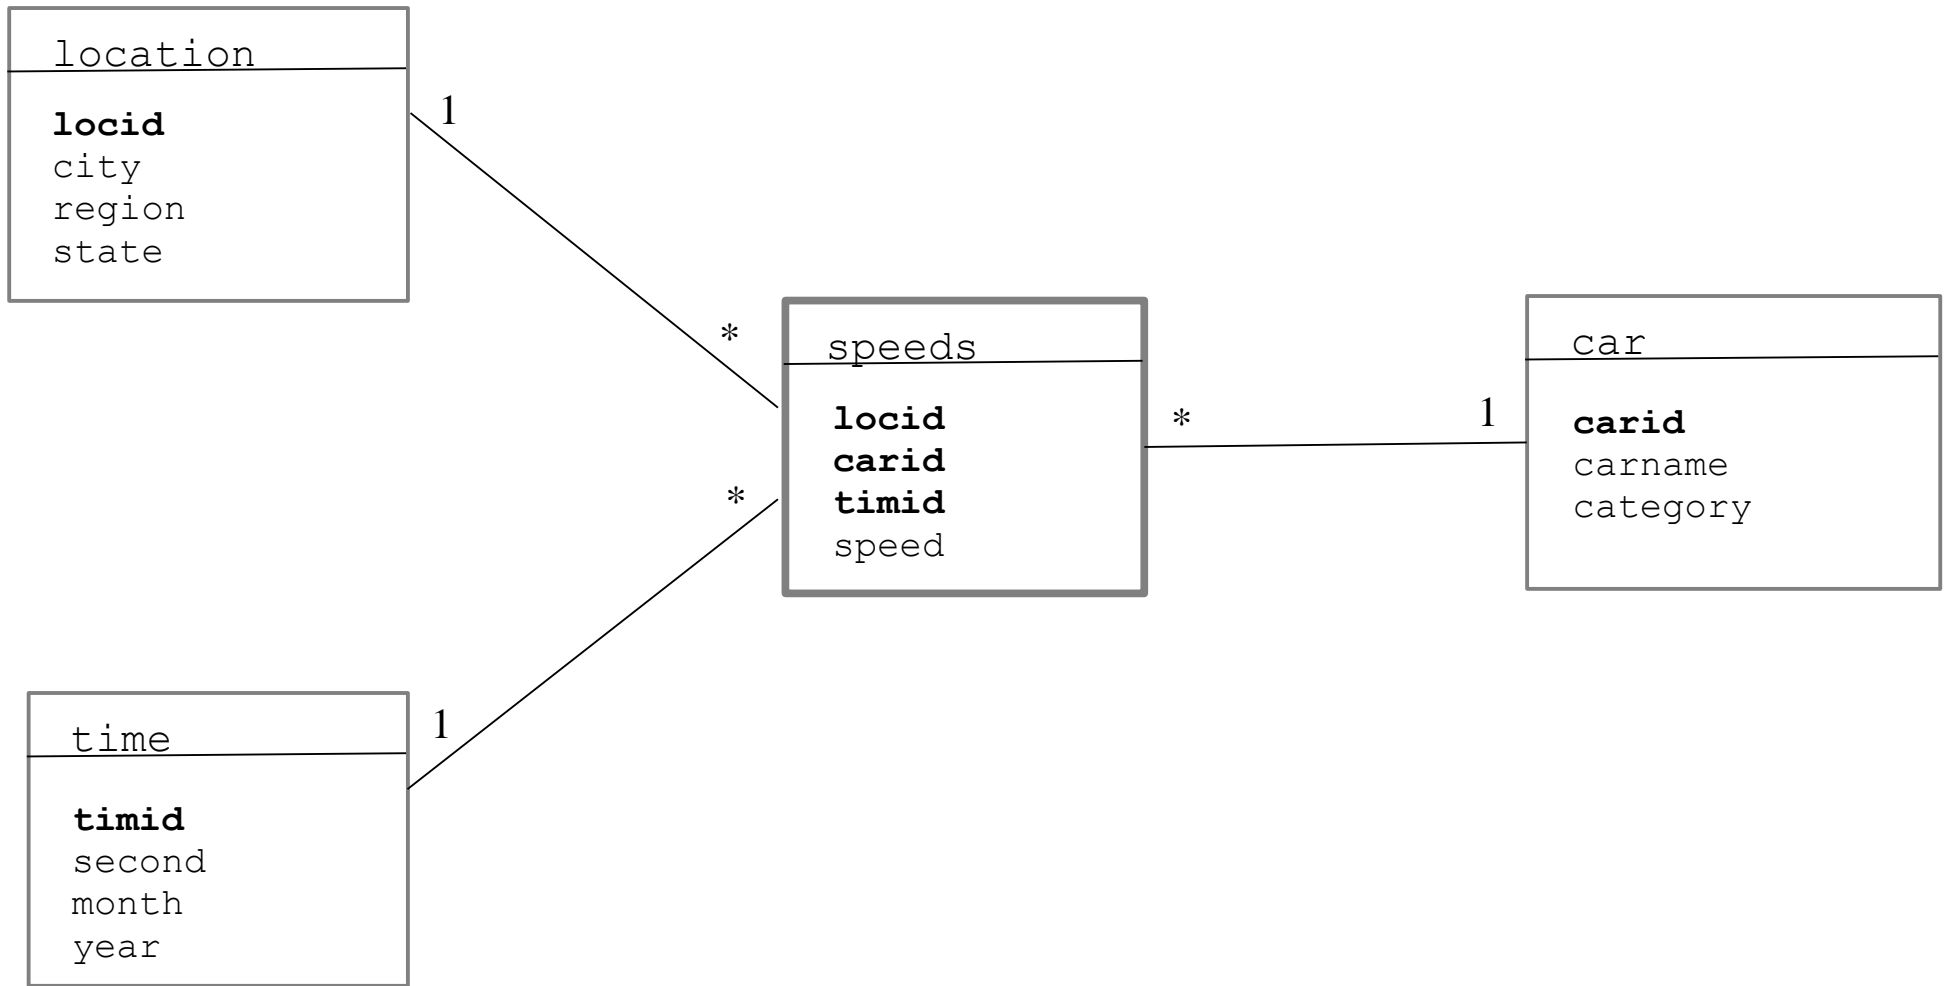 location
locid
city
region
state
1
*
speeds
locid
carid
timid
speed
*
1
car
carid
carname
category
*
1
time
timid
second
month
year